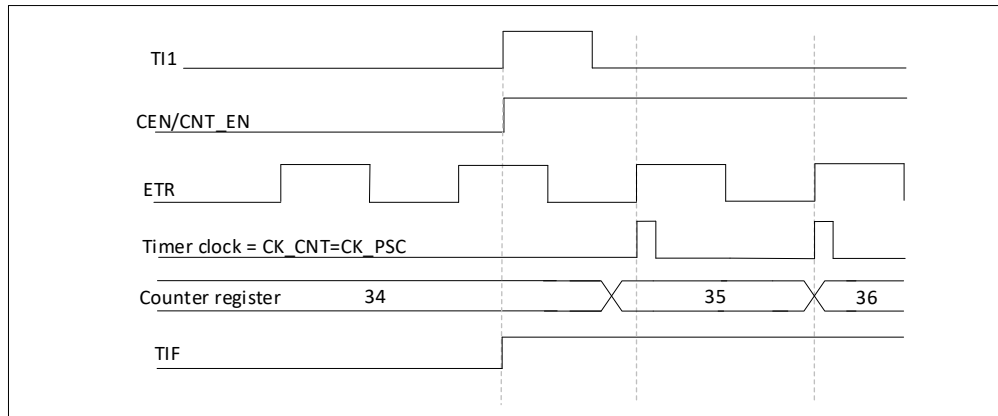 TI1
CEN/CNT_EN
ETR
Timer clock = CK_CNT=CK_PSC
Counter register 34 35 36
TIF